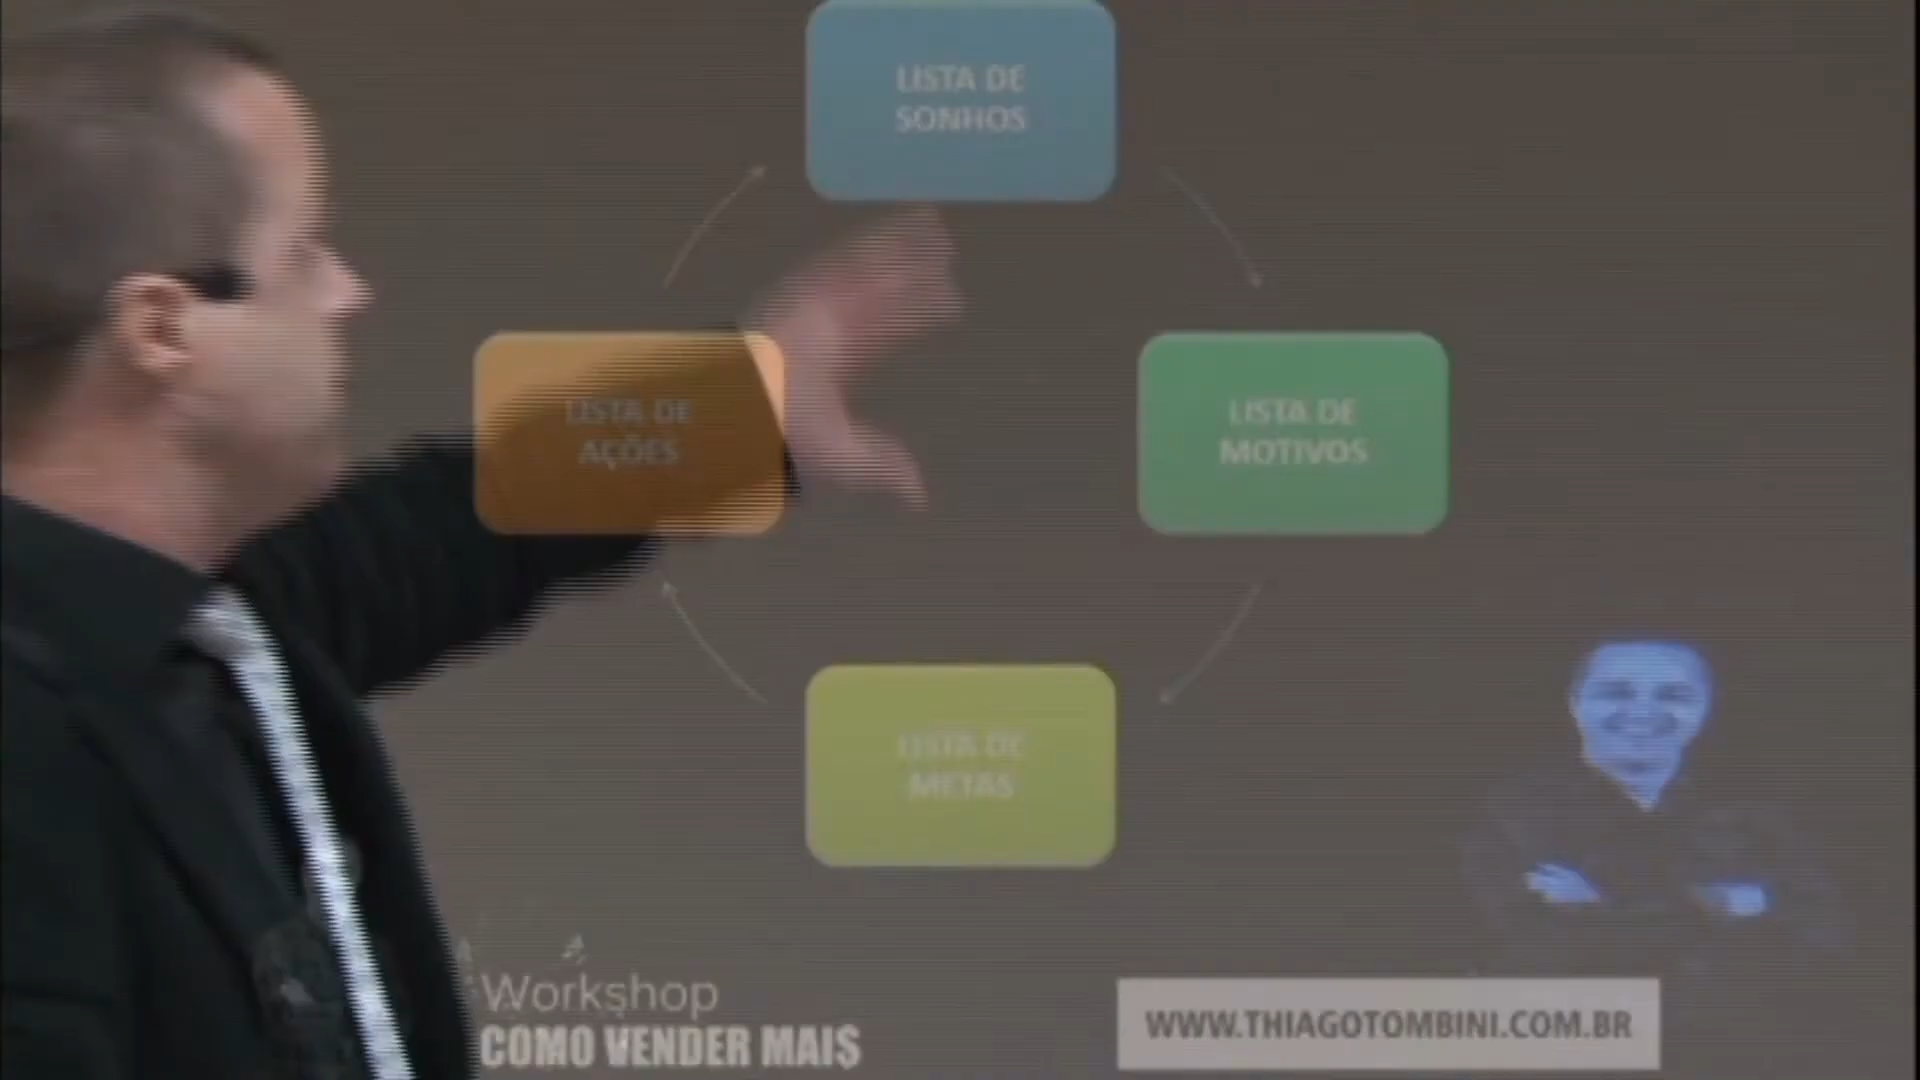 LISTA DE
SONHOS
LISTA DE
AÇÕES
LISTA DE
MOTIVOS
LISTA DE
METAS
Workshop
COMO VENDER MAI$
WWW.THIAGOTOMBINI.COM.BR